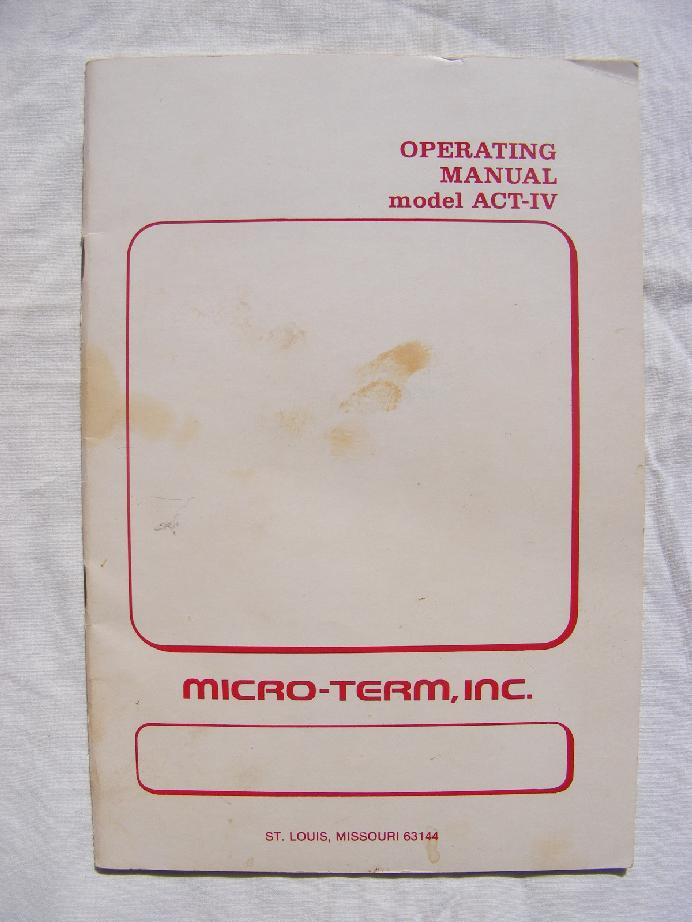 OPERATING
MANUAL
model ACT-IV
MICRO-TERM, INC.
ST. LOUIS, MISSOURI 63144